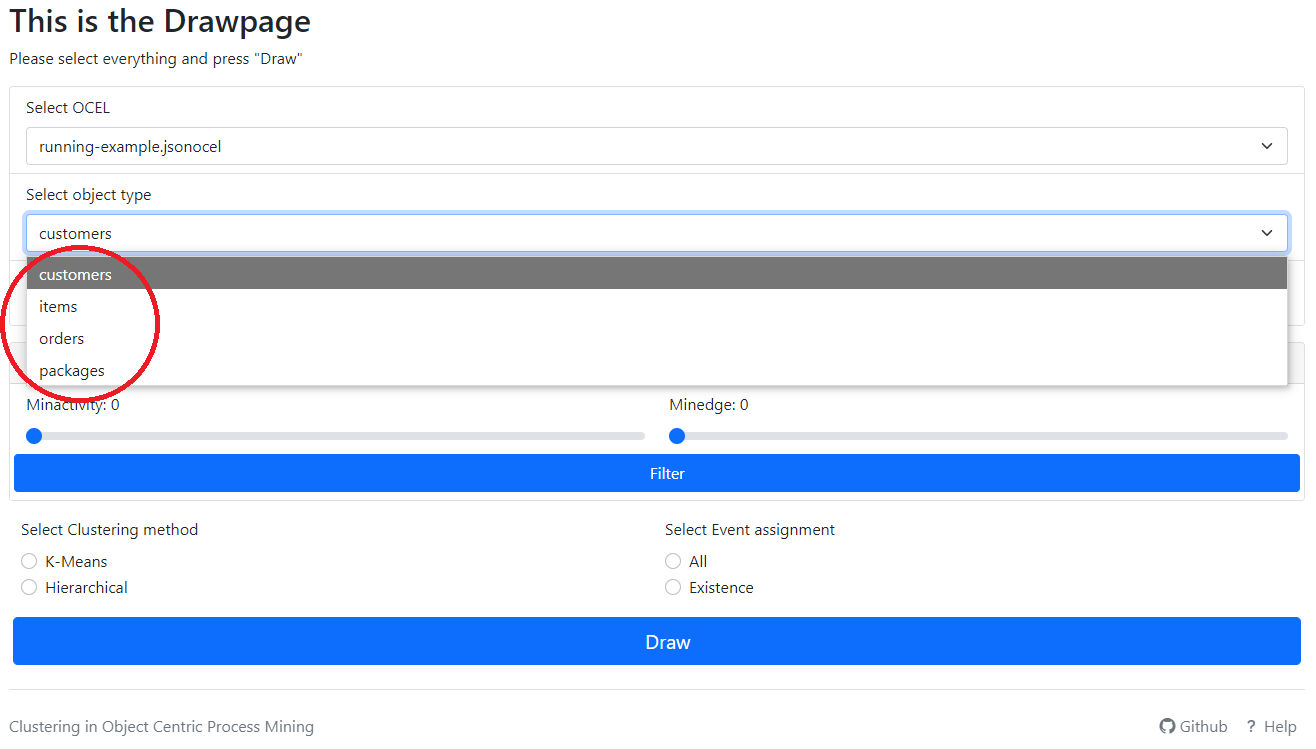 This is the Drawpage
Please select everything and press "Draw"
Select OCEL
running-example.jsonocel
Select object type
customers
customers
items
orders
packages
Minactivity: 0
Minedge: 0
Filter
Select Clustering method
K-Means
Hierarchical
Select Event assignment
All
Existence
Draw
Clustering in Object Centric Process Mining
Github
? Help